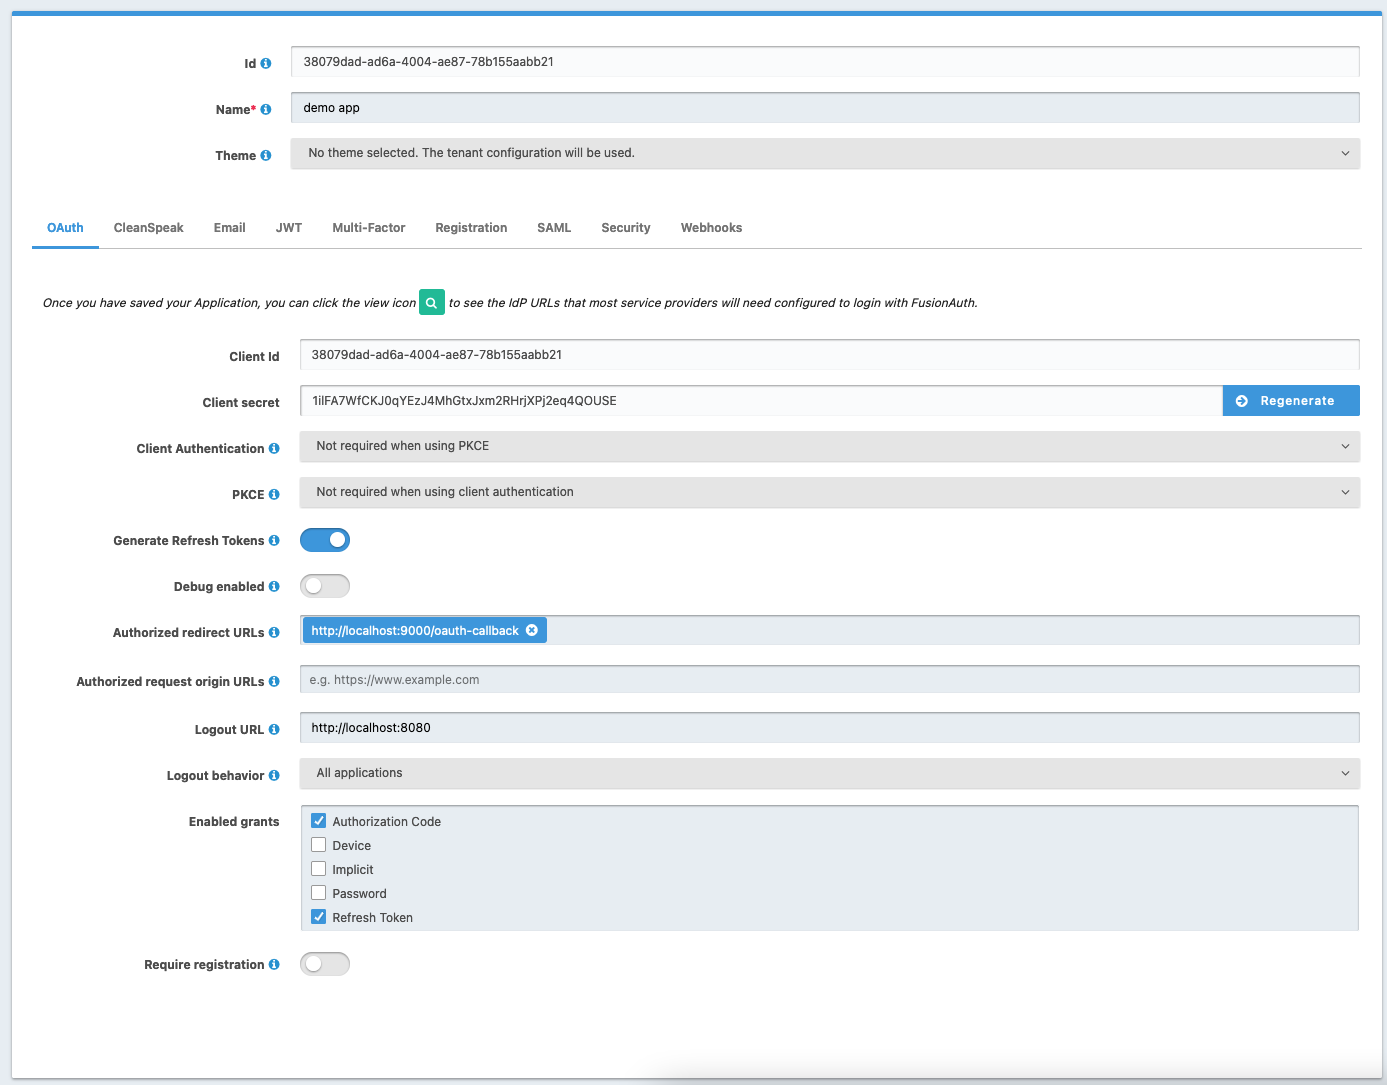 Id
38079dad-ad6a-4004-ae87-78b155aabb21
Name*
demo app
Theme
No theme selected. The tenant configuration will be used.
OAuth CleanSpeak Email JWT Multi-Factor Registration SAML Security Webhooks
Once you have saved your Application, you can click the view icon to see the IdP URLs that most service providers will need configured to login with FusionAuth.
Client Id
38079dad-ad6a-4004-ae87-78b155aabb21
Client secret
1ilFA7WfCKJ0qYEzJ4MhGtxJxm2RHrjXPj2eq4QOUSE
Regenerate
Client Authentication
Not required when using PKCE
PKCE
Not required when using client authentication
Generate Refresh Tokens
Debug enabled
Authorized redirect URLs
http://localhost:9000/oauth-callback
Authorized request origin URLs
e.g. https://www.example.com
Logout URL
http://localhost:8080
Logout behavior
All applications
Enabled grants
Authorization Code
Device
Implicit
Password
Refresh Token
Require registration